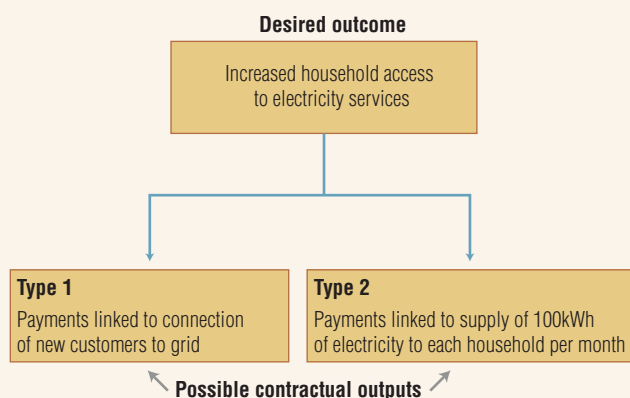 Desired outcome
Increased household access
to electricity services
Type 1
Payments linked to connection
of new customers to grid
Type 2
Payments linked to supply of 100kWh
of electricity to each household per month
Possible contractual outputs